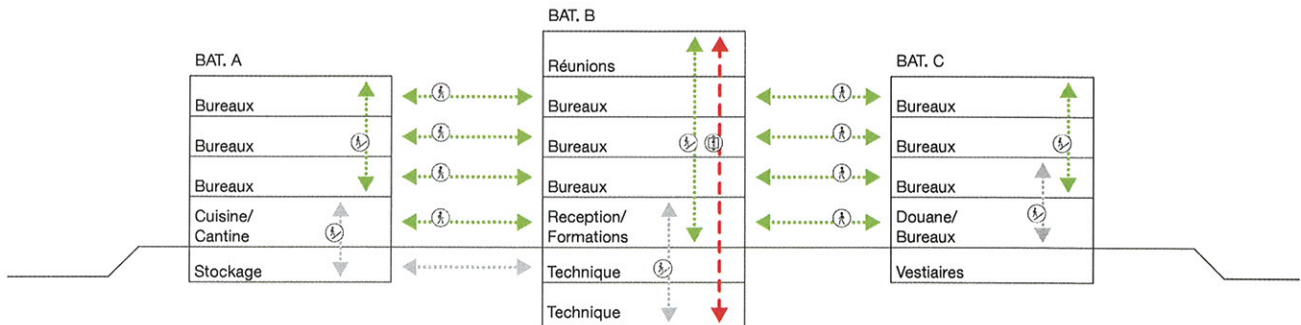 BAT. A
Bureaux
Bureaux
Bureaux
Cuisine/
Cantine
Stockage
BAT. B
Réunions
Bureaux
Bureaux
Bureaux
Reception/
Formations
Technique
Technique
BAT. C
Bureaux
Bureaux
Bureaux
Douane/
Bureaux
Vestiaires